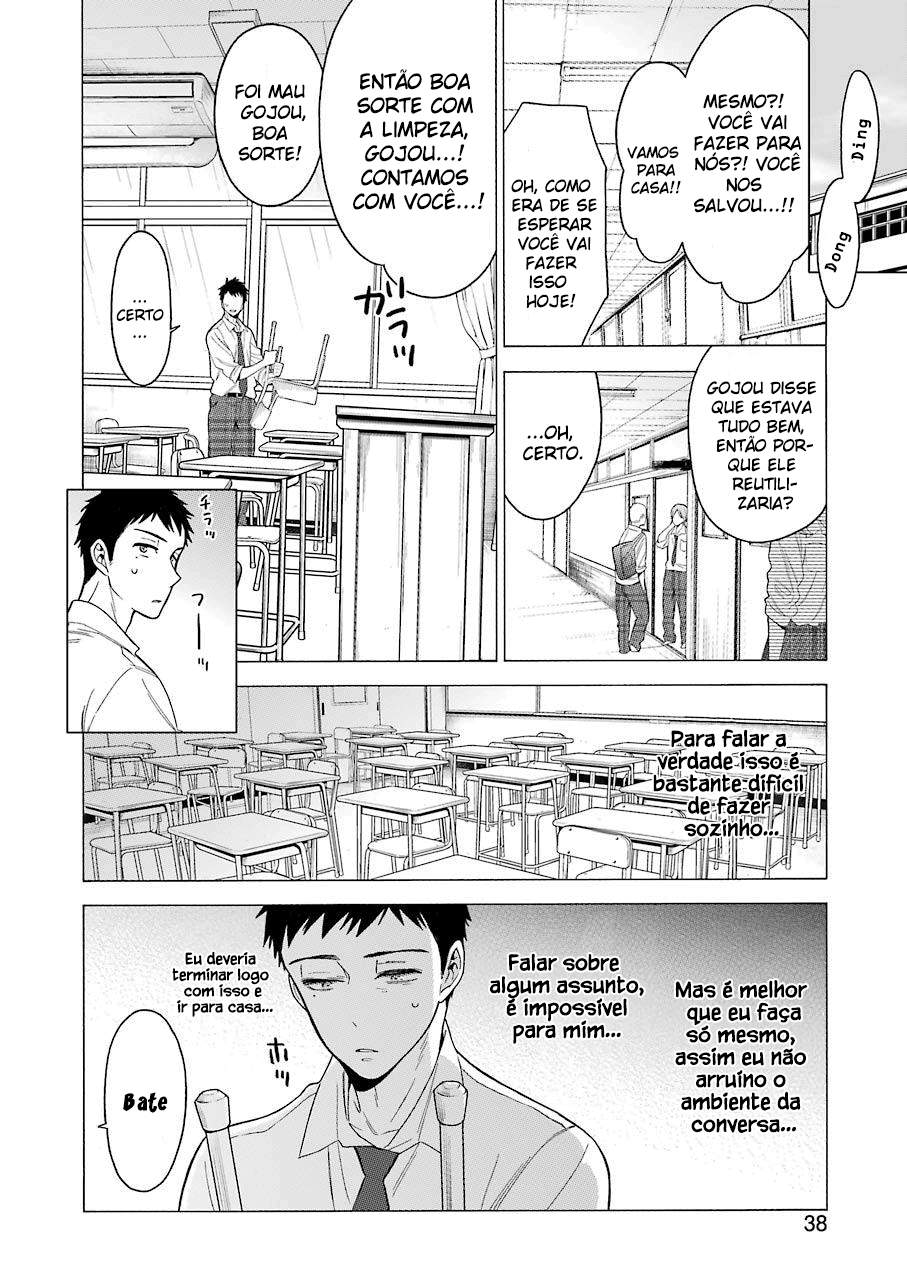 Ding
Dong
MESMO?!
VOCÊ VAI
FAZER PARA
NÓS?! VOCÊ
NOS
SALVOU...!!
VAMOS
PARA
CASA!!
OH, COMO
ERA DE SE
ESPERAR
VOCÊ VAI
FAZER
ISSO
HOJE!
GOJOU DISSE
QUE ESTAVA
TUDO BEM,
ENTÃO POR-
QUE ELE
REUTILI-
ZARIA?
...OH,
CERTO.
ENTÃO BOA
SORTE COM
A LIMPEZA,
GOJOU...!
CONTAMOS
COM VOCÊ...!
FOI MAU
GOJOU,
BOA
SORTE!
ガラッ
...
CERTO
...
チラッ
つーッ
Para falar a
verdade isso é
bastante difícil
de fazer
sozinho...
Mas é melhor
que eu faça
só mesmo,
assim eu não
arruíno o
ambiente da
conversa...
Falar sobre
algum assunto,
é impossível
para mim...
Eu deveria
terminar logo
com isso e
ir para casa...
ホッ
Bate
38